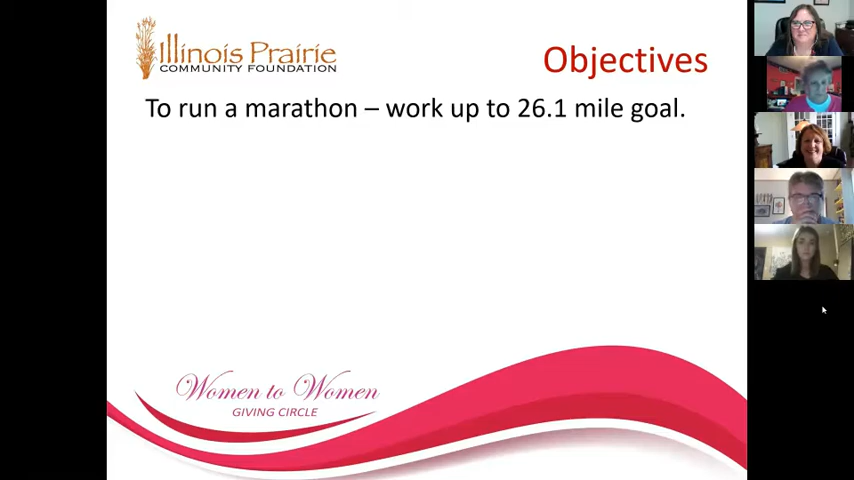 Illinois Prairie
COMMUNITY FOUNDATION
Objectives
To run a marathon – work up to 26.1 mile goal.
Women to Women
GIVING CIRCLE